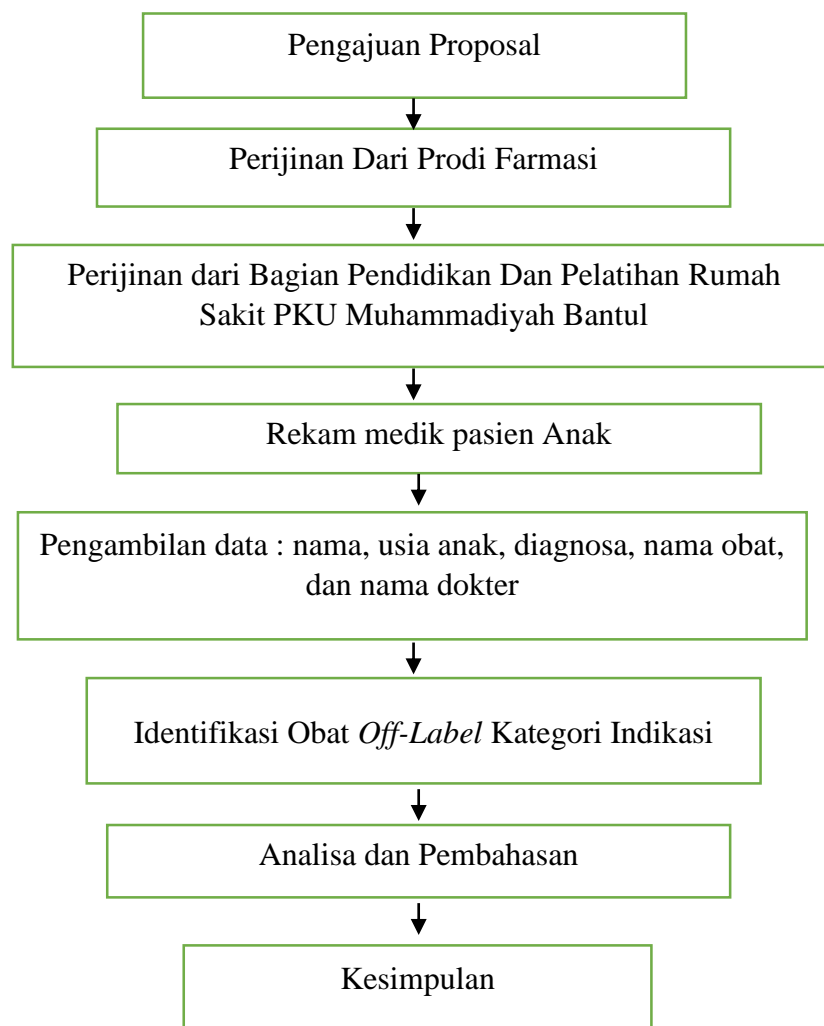 Pengajuan Proposal
Perijinan Dari Prodi Farmasi
Perijinan dari Bagian Pendidikan Dan Pelatihan Rumah
Sakit PKU Muhammadiyah Bantul
Rekam medik pasien Anak
Pengambilan data : nama, usia anak, diagnosa, nama obat,
dan nama dokter
Identifikasi Obat Off-Label Kategori Indikasi
Analisa dan Pembahasan
Kesimpulan